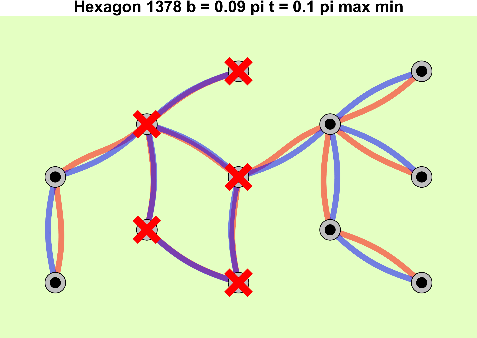 Hexagon 1378 b = 0.09 pi t = 0.1 pi max min